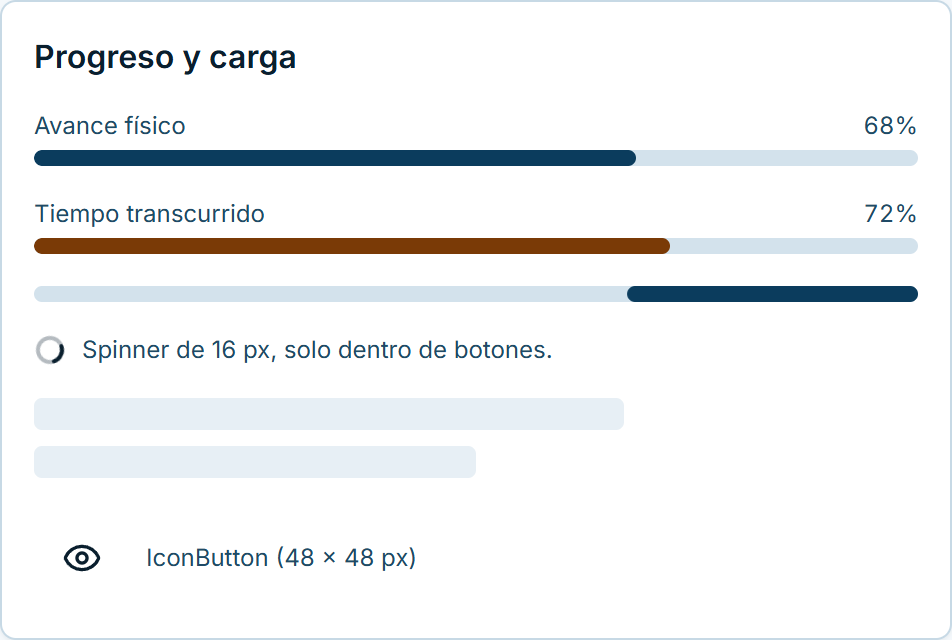 Progreso y carga
Avance físico 68%
Tiempo transcurrido 72%
Spinner de 16 px, solo dentro de botones.
IconButton (48 × 48 px)